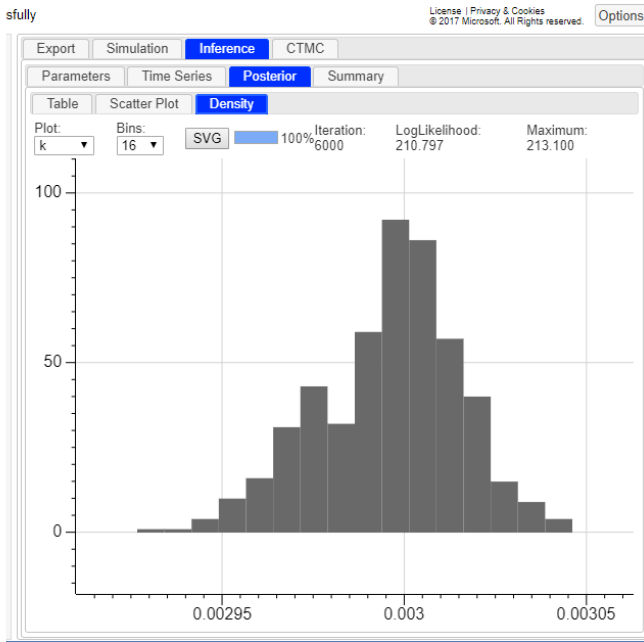 sfully
License | Privacy & Cookies
© 2017 Microsoft. All Rights reserved.
Options
Export Simulation Inference CTMC
Parameters Time Series Posterior Summary
Table Scatter Plot Density
Plot: Bins: Iteration: LogLikelihood: Maximum:
k 16 SVG 100% 6000 210.797 213.100
100
50
0
0.00295 0.003 0.00305